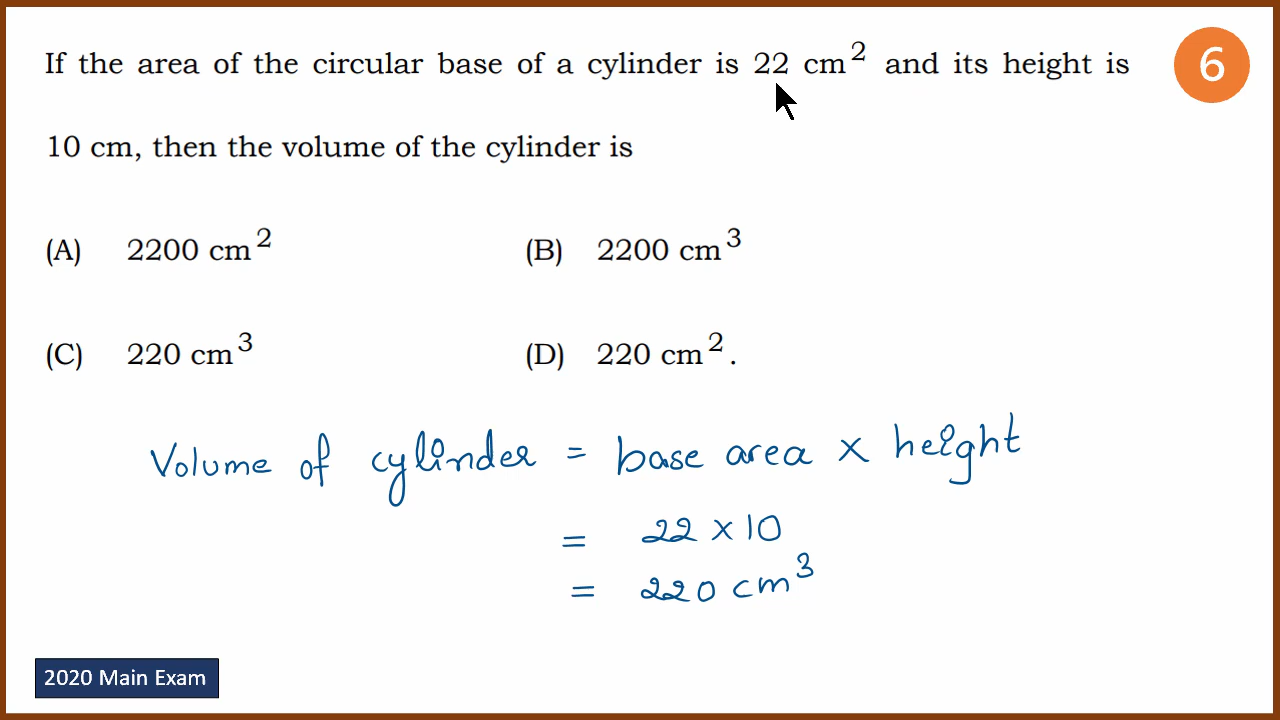 If the area of the circular base of a cylinder is 22 cm² and its height is
6
10 cm, then the volume of the cylinder is
(A) 2200 cm² (B) 2200 cm³
(C) 220 cm³ (D) 220 cm².
Volume of cylinder = base area × height
= 22 × 10
= 220 cm³
2020 Main Exam